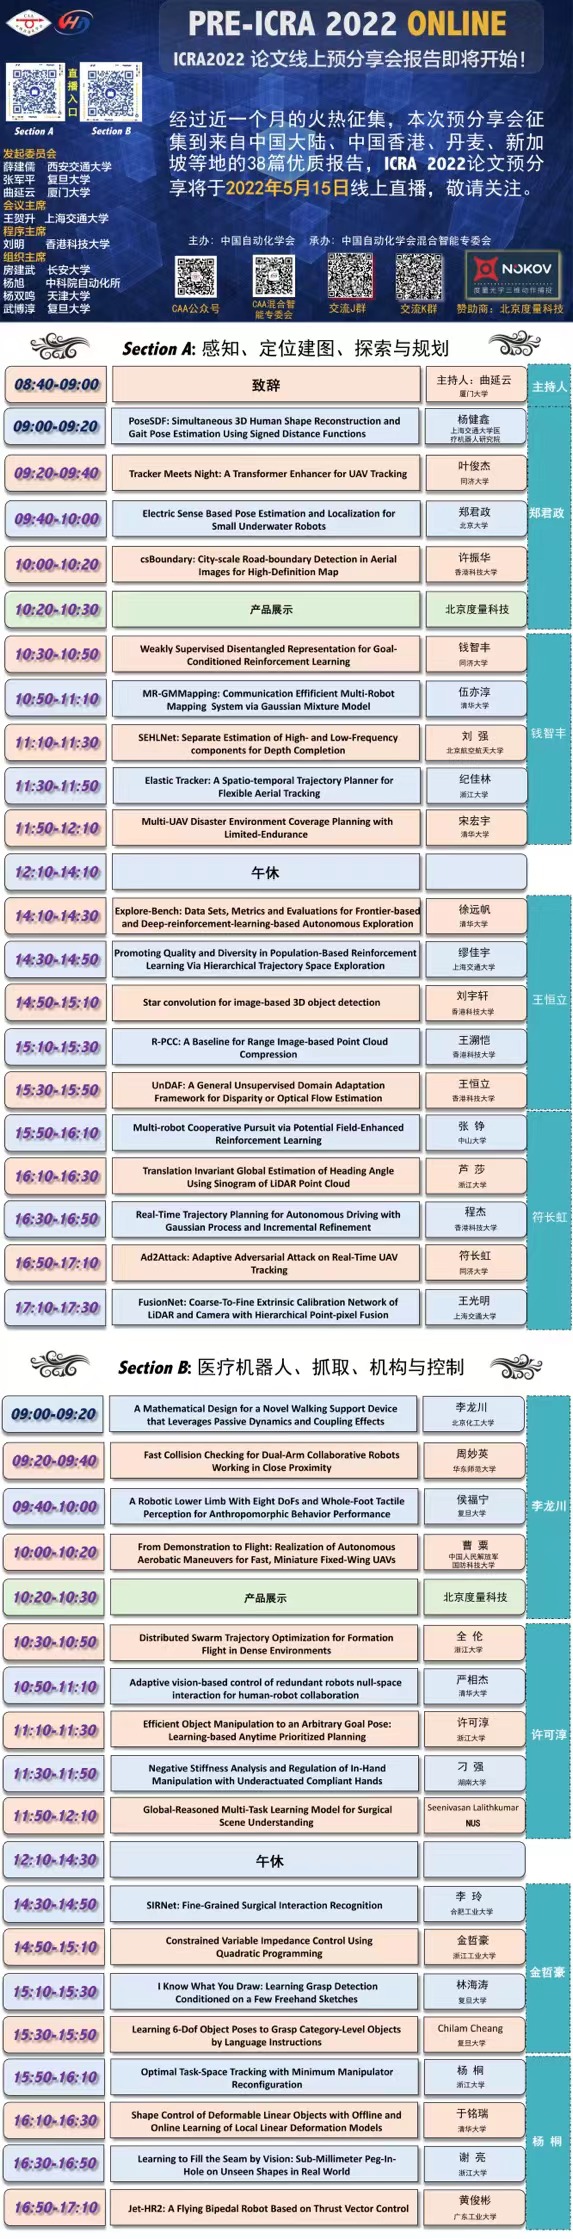 PRE-ICRA 2022 ONLINE
ICRA2022 论文线上预分享会报告即将开始！
直播入口
Section A
Section B
经过近一个月的火热征集，本次预分享会征
集到来自中国大陆、中国香港、丹麦、新加
坡等地的38篇优质报告，ICRA 2022论文预分
享将于2022年5月15日线上直播，敬请关注。
发起委员会
薛建儒 西安交通大学
张军平 复旦大学
曲延云 厦门大学
会议主席
王贺升 上海交通大学
程序主席
刘明 香港科技大学
组织主席
房建武 长安大学
杨旭 中科院自动化所
杨双鸣 天津大学
武博淳 复旦大学
主办：中国自动化学会 承办：中国自动化学会混合智能专委会
CAA公众号
CAA混合智
能专委会
交流J群
交流K群
NOKOV
度量光学三维动作捕捉
赞助商：北京度量科技
Section A: 感知、定位建图、探索与规划
08:40-09:00
致辞
主持人：曲延云
厦门大学
主持人
09:00-09:20
PoseSDF: Simultaneous 3D Human Shape Reconstruction and
Gait Pose Estimation Using Signed Distance Functions
杨健鑫
上海交通大学医
疗机器人研究院
09:20-09:40
Tracker Meets Night: A Transformer Enhancer for UAV Tracking
叶俊杰
同济大学
09:40-10:00
Electric Sense Based Pose Estimation and Localization for
Small Underwater Robots
郑君政
北京大学
郑君政
10:00-10:20
csBoundary: City-scale Road-boundary Detection in Aerial
Images for High-Definition Map
许振华
香港科技大学
10:20-10:30
产品展示
北京度量科技
10:30-10:50
Weakly Supervised Disentangled Representation for Goal-
Conditioned Reinforcement Learning
钱智丰
同济大学
10:50-11:10
MR-GMMapping: Communication Effifficient Multi-Robot
Mapping System via Gaussian Mixture Model
伍亦淳
清华大学
11:10-11:30
SEHLNet: Separate Estimation of High- and Low-Frequency
components for Depth Completion
刘 强
北京航空航天大学
钱智丰
11:30-11:50
Elastic Tracker: A Spatio-temporal Trajectory Planner for
Flexible Aerial Tracking
纪佳林
浙江大学
11:50-12:10
Multi-UAV Disaster Environment Coverage Planning with
Limited-Endurance
宋宏宇
清华大学
12:10-14:10
午休
14:10-14:30
Explore-Bench: Data Sets, Metrics and Evaluations for Frontier-based
and Deep-reinforcement-learning-based Autonomous Exploration
徐远帆
清华大学
14:30-14:50
Promoting Quality and Diversity in Population-Based Reinforcement
Learning Via Hierarchical Trajectory Space Exploration
缪佳宇
上海交通大学
14:50-15:10
Star convolution for image-based 3D object detection
刘宇轩
香港科技大学
王恒立
15:10-15:30
R-PCC: A Baseline for Range Image-based Point Cloud
Compression
王溯恺
香港科技大学
15:30-15:50
UnDAF: A General Unsupervised Domain Adaptation
Framework for Disparity or Optical Flow Estimation
王恒立
香港科技大学
15:50-16:10
Multi-robot Cooperative Pursuit via Potential Field-Enhanced
Reinforcement Learning
张 铮
中山大学
16:10-16:30
Translation Invariant Global Estimation of Heading Angle
Using Sinogram of LiDAR Point Cloud
芦 莎
浙江大学
16:30-16:50
Real-Time Trajectory Planning for Autonomous Driving with
Gaussian Process and Incremental Refinement
程杰
香港科技大学
符长虹
16:50-17:10
Ad2Attack: Adaptive Adversarial Attack on Real-Time UAV
Tracking
符长虹
同济大学
17:10-17:30
FusionNet: Coarse-To-Fine Extrinsic Calibration Network of
LiDAR and Camera with Hierarchical Point-pixel Fusion
王光明
上海交通大学
Section B: 医疗机器人、抓取、机构与控制
09:00-09:20
A Mathematical Design for a Novel Walking Support Device
that Leverages Passive Dynamics and Coupling Effects
李龙川
北京化工大学
09:20-09:40
Fast Collision Checking for Dual-Arm Collaborative Robots
Working in Close Proximity
周妙英
华东师范大学
09:40-10:00
A Robotic Lower Limb With Eight DoFs and Whole-Foot Tactile
Perception for Anthropomorphic Behavior Performance
侯福宁
复旦大学
李龙川
10:00-10:20
From Demonstration to Flight: Realization of Autonomous
Aerobatic Maneuvers for Fast, Miniature Fixed-Wing UAVs
曹 粟
中国人民解放军
国防科技大学
10:20-10:30
产品展示
北京度量科技
10:30-10:50
Distributed Swarm Trajectory Optimization for Formation
Flight in Dense Environments
全 伦
浙江大学
10:50-11:10
Adaptive vision-based control of redundant robots null-space
interaction for human-robot collaboration
严相杰
清华大学
11:10-11:30
Efficient Object Manipulation to an Arbitrary Goal Pose:
Learning-based Anytime Prioritized Planning
许可淳
浙江大学
许可淳
11:30-11:50
Negative Stiffness Analysis and Regulation of In-Hand
Manipulation with Underactuated Compliant Hands
刁 强
湖南大学
11:50-12:10
Global-Reasoned Multi-Task Learning Model for Surgical
Scene Understanding
Seenivasan Lalithkumar
NUS
12:10-14:30
午休
14:30-14:50
SIRNet: Fine-Grained Surgical Interaction Recognition
李 玲
合肥工业大学
14:50-15:10
Constrained Variable Impedance Control Using
Quadratic Programming
金哲豪
浙江工业大学
金哲豪
15:10-15:30
I Know What You Draw: Learning Grasp Detection
Conditioned on a Few Freehand Sketches
林海涛
复旦大学
15:30-15:50
Learning 6-Dof Object Poses to Grasp Category-Level Objects
by Language Instructions
Chilam Cheang
复旦大学
15:50-16:10
Optimal Task-Space Tracking with Minimum Manipulator
Reconfiguration
杨 桐
浙江大学
16:10-16:30
Shape Control of Deformable Linear Objects with Offline and
Online Learning of Local Linear Deformation Models
于铭瑞
清华大学
杨 桐
16:30-16:50
Learning to Fill the Seam by Vision: Sub-Millimeter Peg-In-
Hole on Unseen Shapes in Real World
谢 亮
浙江大学
16:50-17:10
Jet-HR2: A Flying Bipedal Robot Based on Thrust Vector Control
黄俊彬
广东工业大学